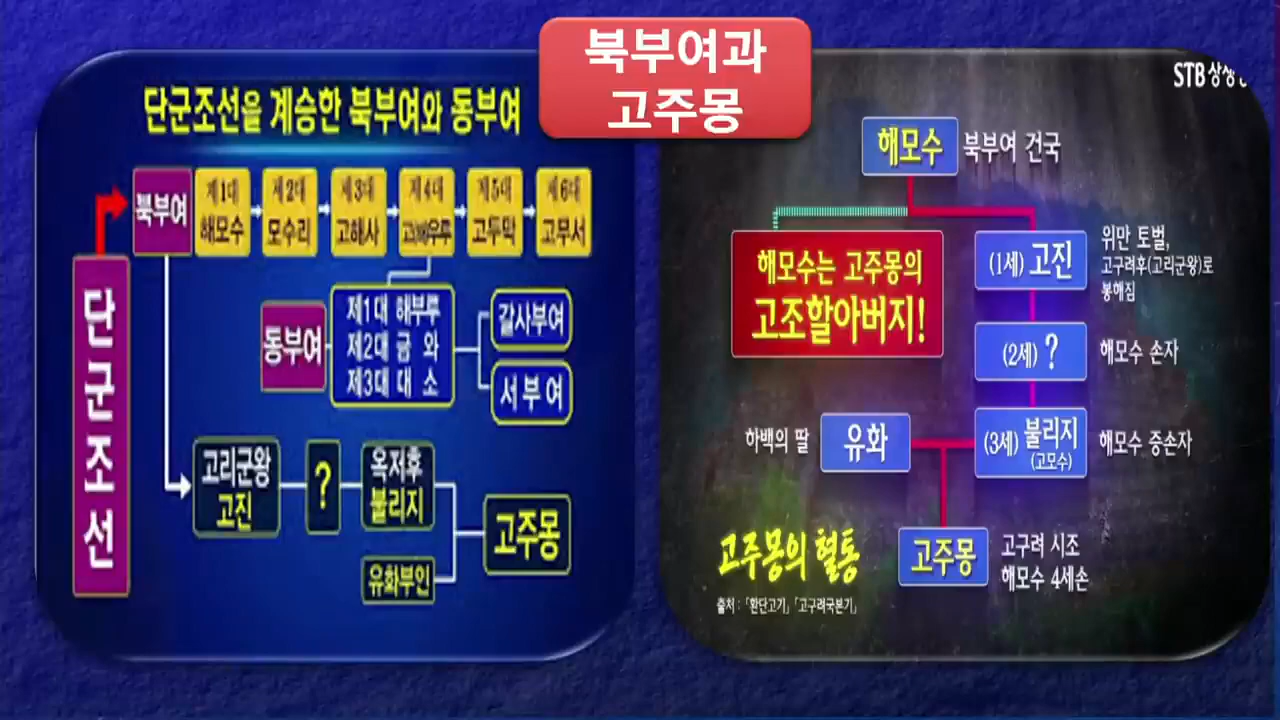 북부여과
고주몽
단군조선을 계승한 북부여와 동부여
북부여
제1대
해모수
제2대
모수리
제3대
고해사
제4대
제5대
고두막
제6대
고무서
단군조선
동부여
제1대 해부루
제2대 금 와
제3대 대 소
갈사부여
서 부 여
고리군왕
고진
?
옥저후
불리지
유화부인
고주몽
STB상생
해모수
북부여 건국
해모수는 고주몽의
고조할아버지!
(1세) 고진
위만 토벌,
고구려후(고리군왕)로
봉해짐
(2세) ?
해모수 손자
하백의 딸
유화
(3세) 불리지
(고모수)
해모수 증손자
고주몽의 혈통
출처 : 「환단고기」「고구려국본기」
고주몽
고구려 시조
해모수 4세손